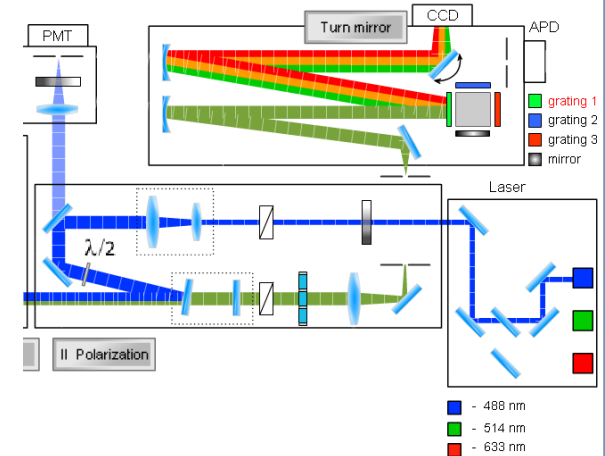 PMT
Turn mirror
CCD
APD
grating 1
grating 2
grating 3
mirror
Laser
λ/2
II Polarization
- 488 nm
- 514 nm
- 633 nm